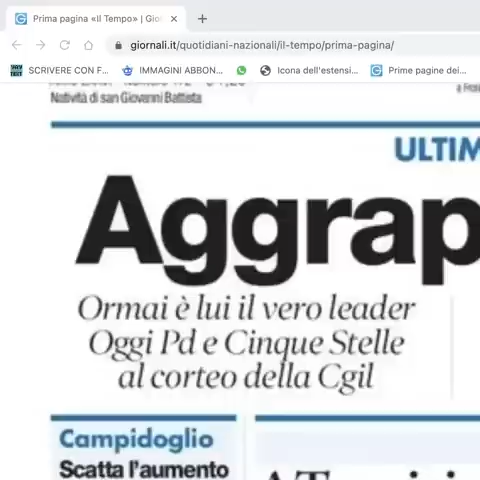 Prima pagina «Il Tempo» | Gio
giornali.it/quotidiani-nazionali/il-tempo/prima-pagina/
SCRIVERE CON F... IMMAGINI ABBON... Icona dell'estensi... Prime pagine dei...
Natività di san Giovanni Battista
ULTIM
Aggrap
Ormai è lui il vero leader
Oggi Pd e Cinque Stelle
al corteo della Cgil
Campidoglio
Scatta l'aumento